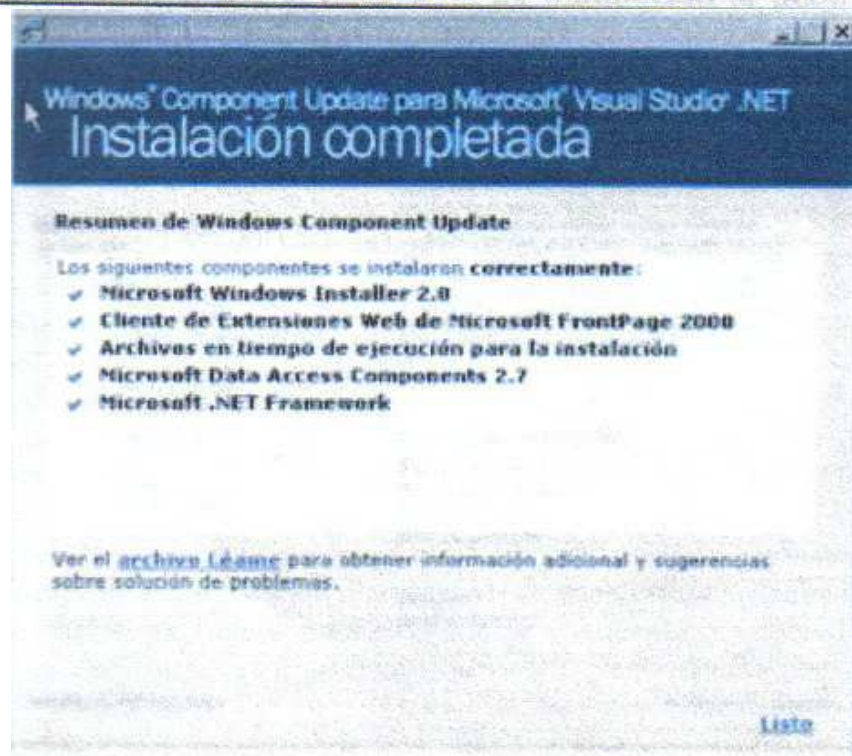 Windows® Component Update para Microsoft® Visual Studio® .NET
Instalación completada
Resumen de Windows Component Update
Los siguientes componentes se instalaron correctamente:
Microsoft Windows Installer 2.0
Cliente de Extensiones Web de Microsoft FrontPage 2000
Archivos en tiempo de ejecución para la instalación
Microsoft Data Access Components 2.7
Microsoft .NET Framework
Ver el archivo Léame para obtener información adicional y sugerencias
sobre solución de problemas.
Listo